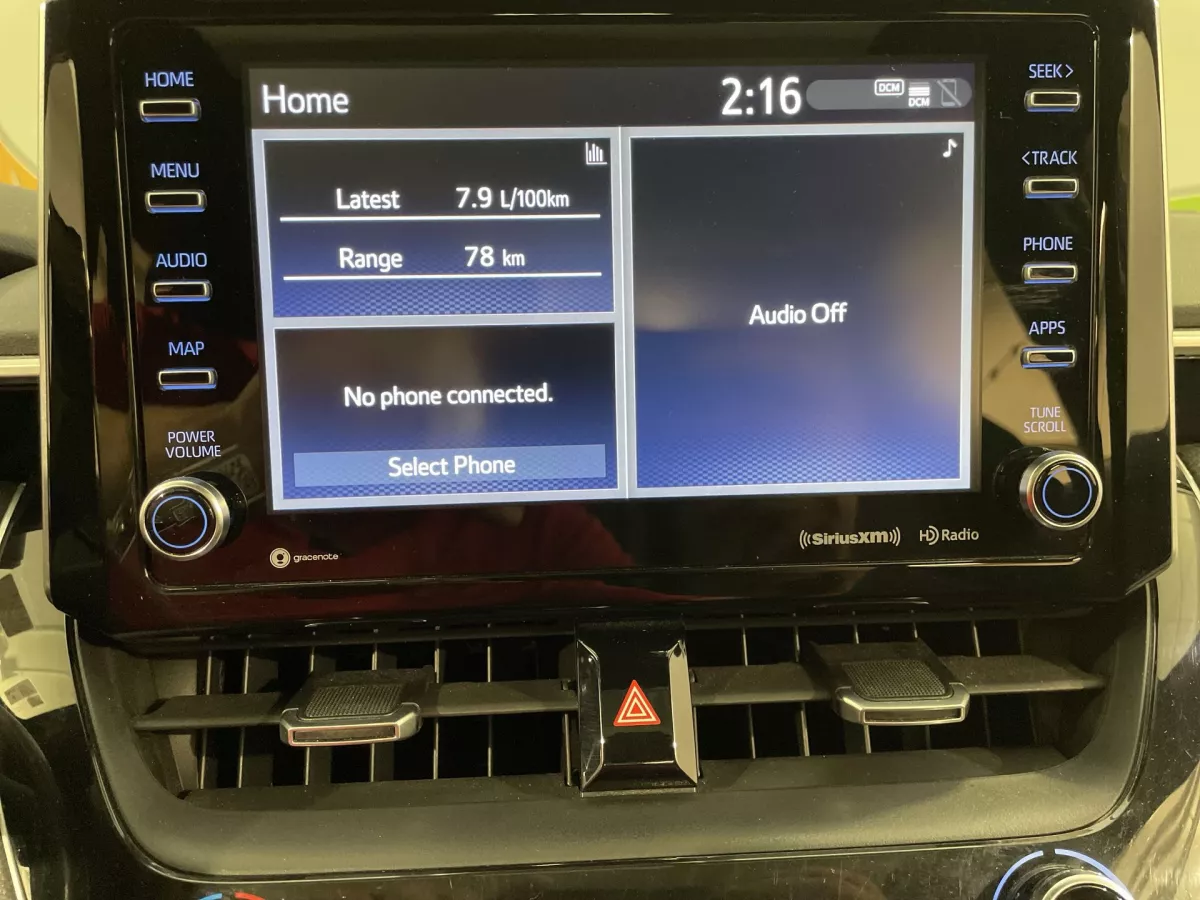 HOME
MENU
AUDIO
MAP
POWER
VOLUME
Home
2:16
DCM
DCM
Latest 7.9 L/100km
Range 78 km
No phone connected.
Select Phone
Audio Off
SEEK>
<TRACK
PHONE
APPS
TUNE
SCROLL
gracenote
((SiriusXM))
HD Radio